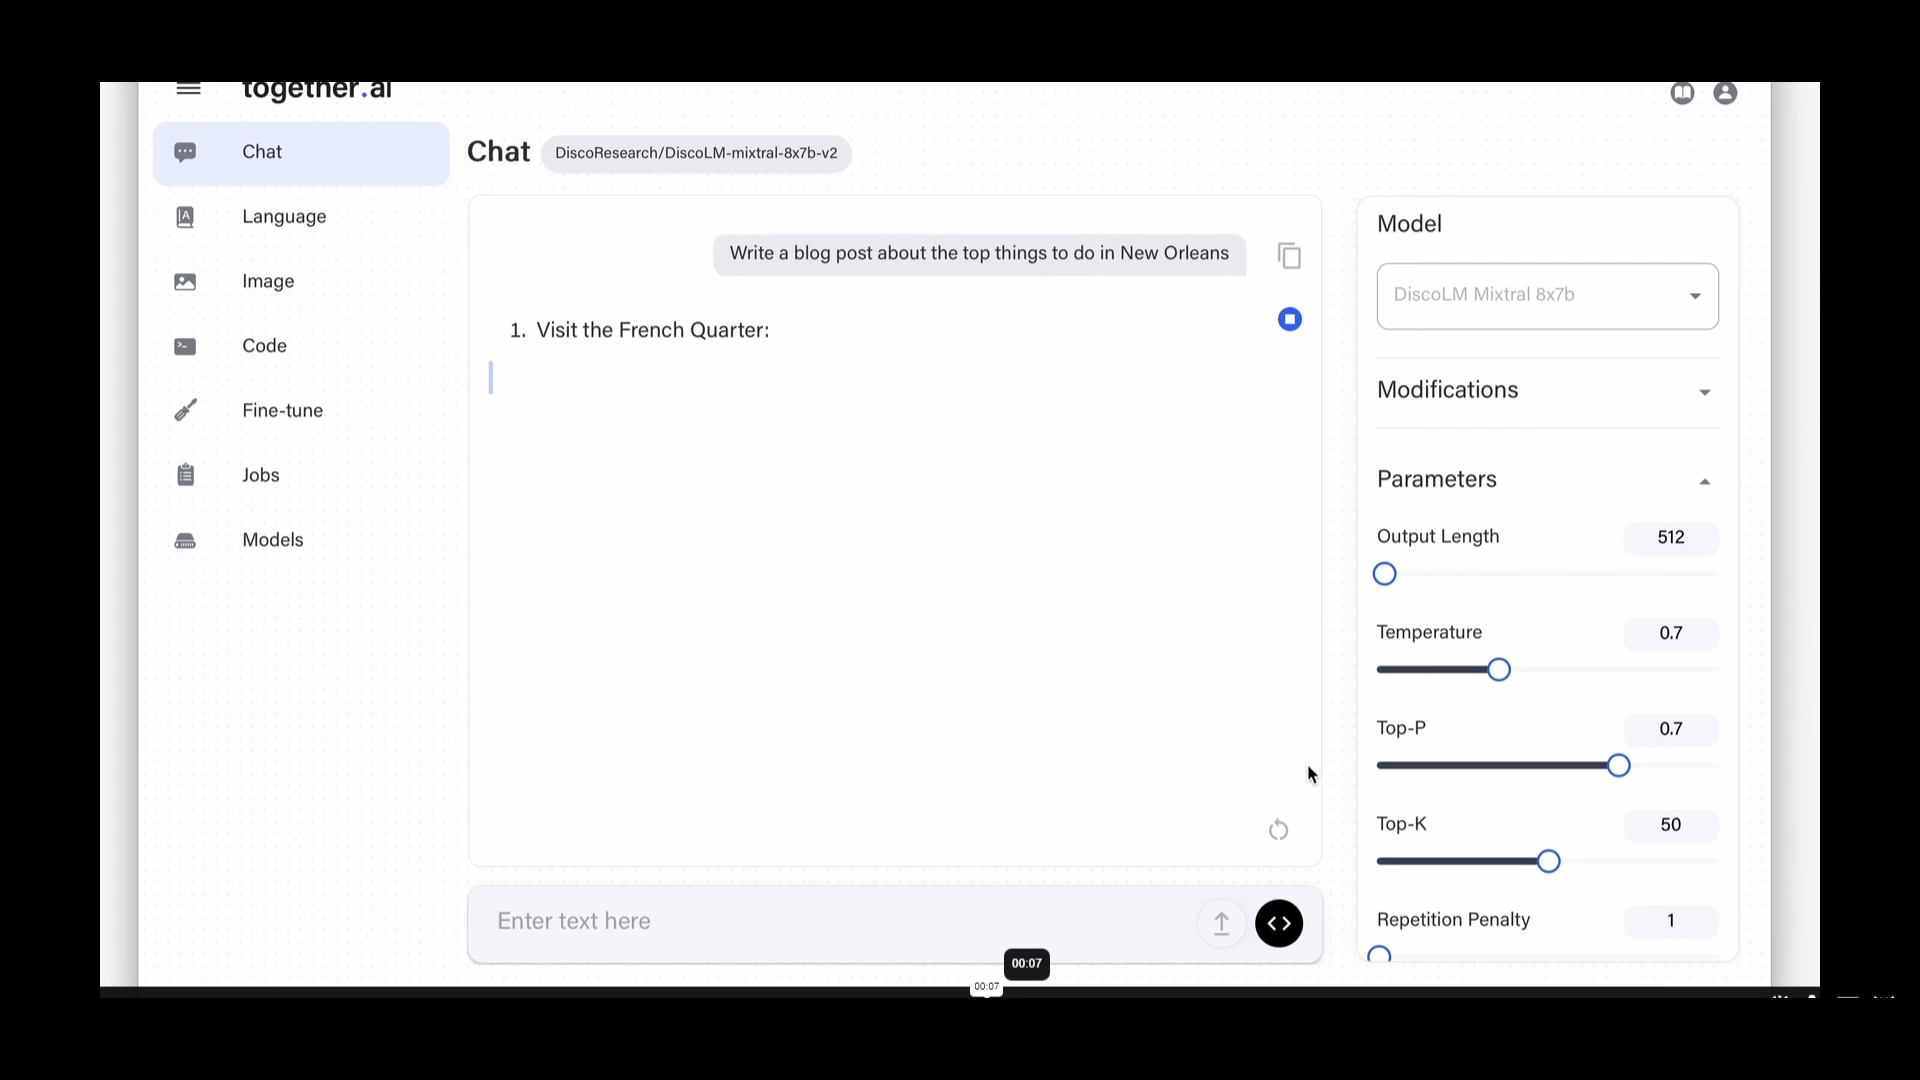 together.ai
Chat
Language
Image
Code
Fine-tune
Jobs
Models
Chat DiscoResearch/DiscoLM-mixtral-8x7b-v2
Write a blog post about the top things to do in New Orleans
1. Visit the French Quarter:
Enter text here
Model
DiscoLM Mixtral 8x7b
Modifications
Parameters
Output Length 512
Temperature 0.7
Top-P 0.7
Top-K 50
Repetition Penalty 1
00:07
00:07